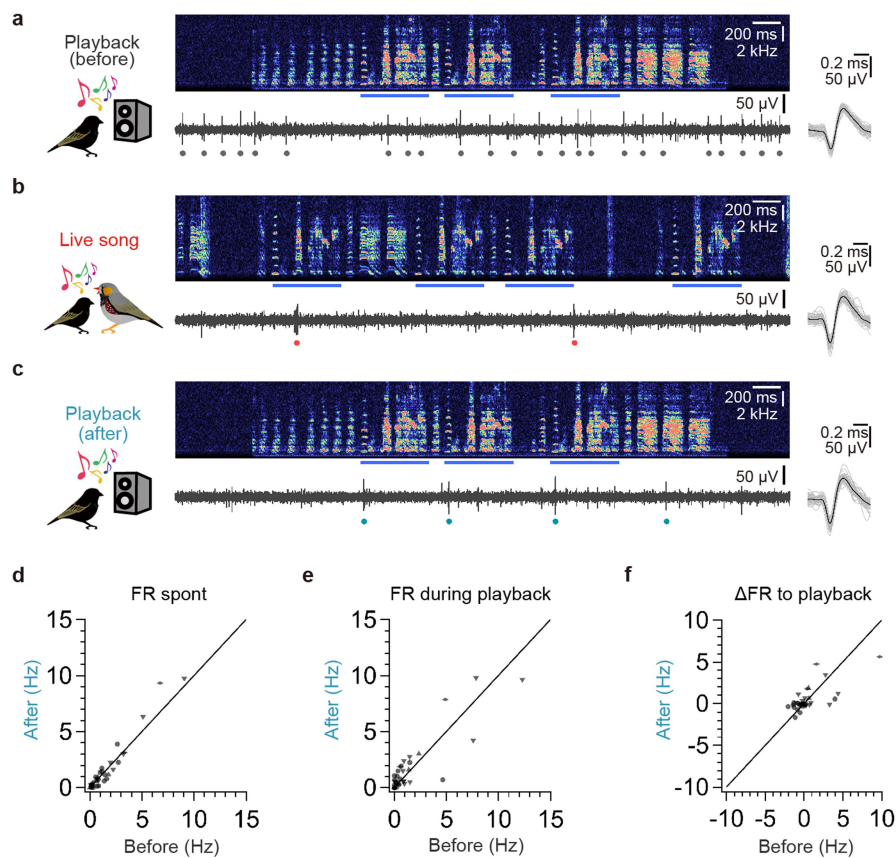 a
Playback
(before)
200 ms
2 kHz
50 µV
0.2 ms
50 µV
b
Live song
200 ms
2 kHz
50 µV
0.2 ms
50 µV
c
Playback
(after)
200 ms
2 kHz
50 µV
0.2 ms
50 µV
d
FR spont
15
10
5
0
After (Hz)
0 5 10 15
Before (Hz)
e
FR during playback
15
10
5
0
After (Hz)
0 5 10 15
Before (Hz)
f
ΔFR to playback
10
5
0
-5
-10
After (Hz)
-10 -5 0 5 10
Before (Hz)